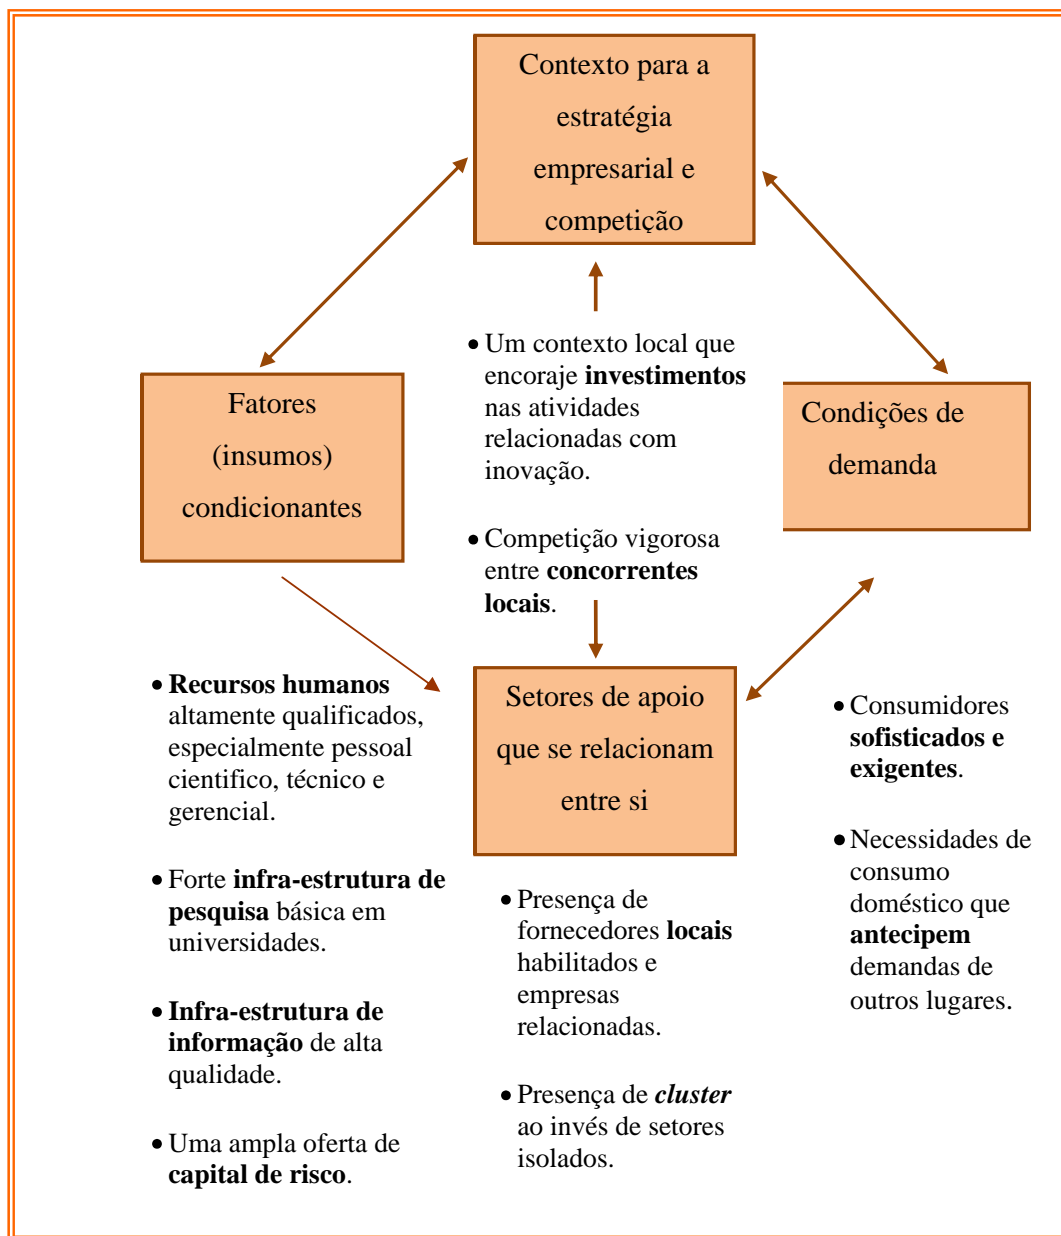 Contexto para a
estratégia
empresarial e
competição
• Um contexto local que
encoraje investimentos
nas atividades
relacionadas com
inovação.
• Competição vigorosa
entre concorrentes
locais.
Fatores
(insumos)
condicionantes
Condições de
demanda
• Recursos humanos
altamente qualificados,
especialmente pessoal
cientifico, técnico e
gerencial.
• Forte infra-estrutura de
pesquisa básica em
universidades.
• Infra-estrutura de
informação de alta
qualidade.
• Uma ampla oferta de
capital de risco.
Setores de apoio
que se relacionam
entre si
• Presença de
fornecedores locais
habilitados e
empresas
relacionadas.
• Presença de cluster
ao invés de setores
isolados.
• Consumidores
sofisticados e
exigentes.
• Necessidades de
consumo
doméstico que
antecipem
demandas de
outros lugares.